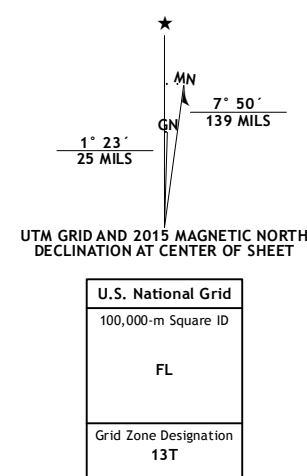 MN
GN
7° 50´
139 MILS
1° 23´
25 MILS
UTM GRID AND 2015 MAGNETIC NORTH
DECLINATION AT CENTER OF SHEET
U.S. National Grid
100,000-m Square ID
FL
Grid Zone Designation
13T